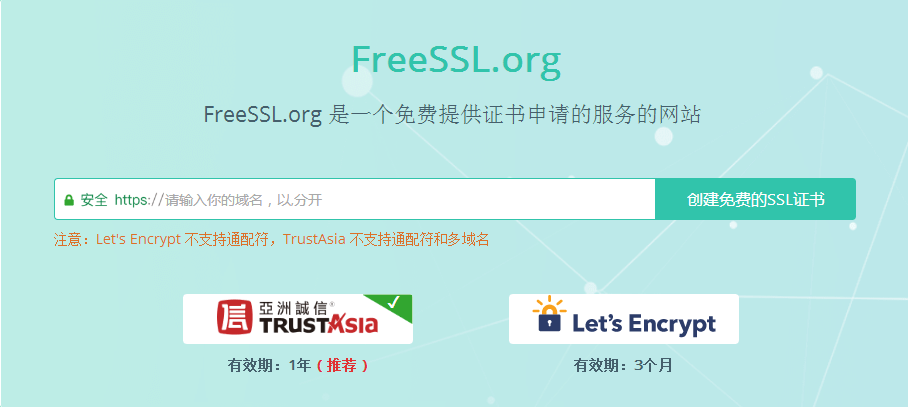 FreeSSL.org
FreeSSL.org 是一个免费提供证书申请的服务的网站
安全 https://请输入你的域名，以,分开
创建免费的SSL证书
注意：Let's Encrypt 不支持通配符，TrustAsia 不支持通配符和多域名
亞洲誠信®
TRUSTAsia
Let's Encrypt
有效期：1年（推荐）
有效期：3个月